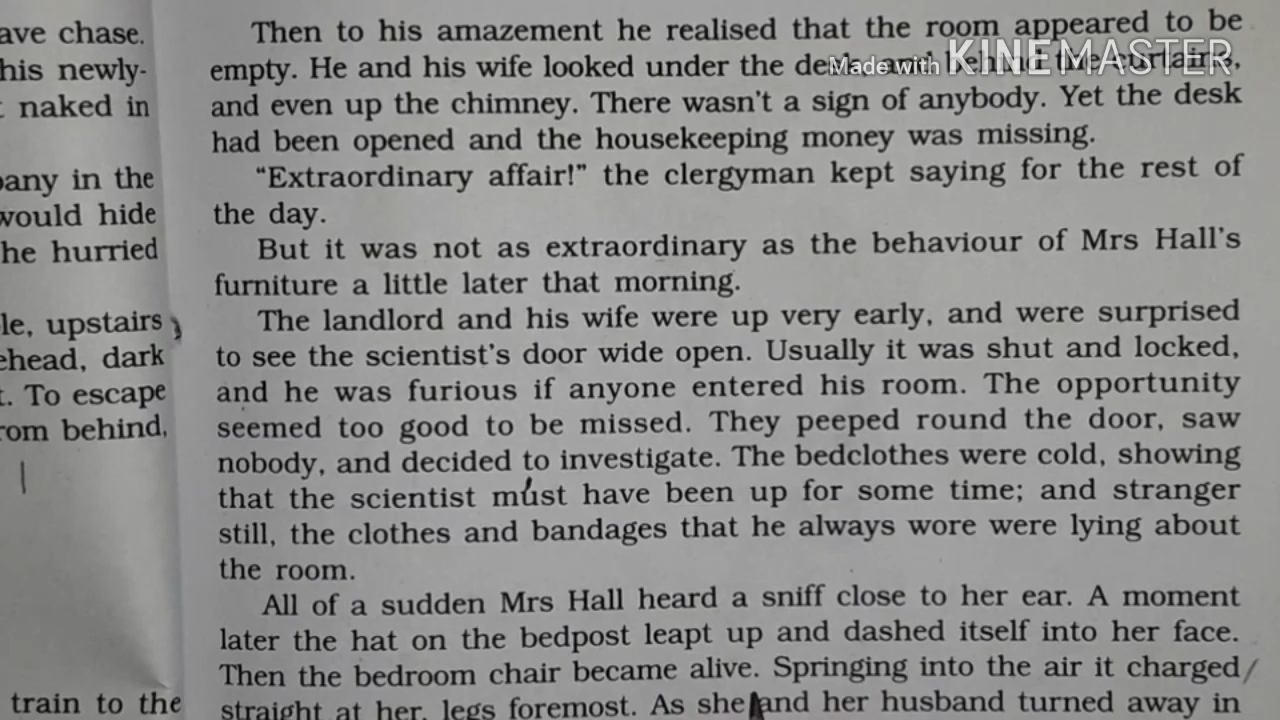 ave chase.
his newly-
t naked in
pany in the
would hide
he hurried
le, upstairs
ehead, dark
t. To escape
rom behind,
train to the
Then to his amazement he realised that the room appeared to be
empty. He and his wife looked under the desk and behind the curtains,
and even up the chimney. There wasn't a sign of anybody. Yet the desk
had been opened and the housekeeping money was missing.
"Extraordinary affair!" the clergyman kept saying for the rest of
the day.
But it was not as extraordinary as the behaviour of Mrs Hall's
furniture a little later that morning.
The landlord and his wife were up very early, and were surprised
to see the scientist's door wide open. Usually it was shut and locked,
and he was furious if anyone entered his room. The opportunity
seemed too good to be missed. They peeped round the door, saw
nobody, and decided to investigate. The bedclothes were cold, showing
that the scientist must have been up for some time; and stranger
still, the clothes and bandages that he always wore were lying about
the room.
All of a sudden Mrs Hall heard a sniff close to her ear. A moment
later the hat on the bedpost leapt up and dashed itself into her face.
Then the bedroom chair became alive. Springing into the air it charged
straight at her, legs foremost. As she and her husband turned away in
Made with KINEMASTER